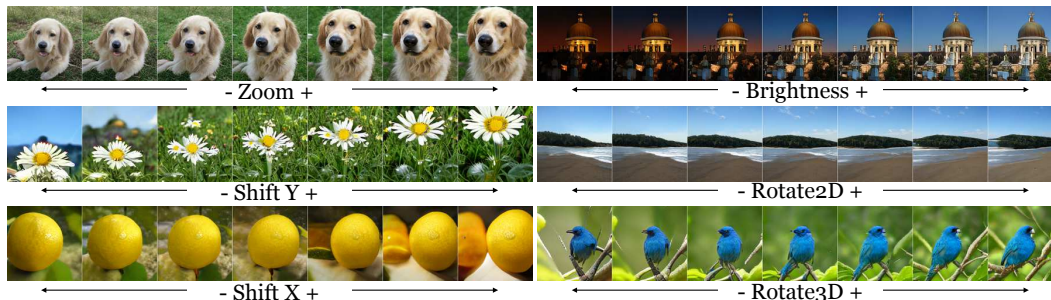 - Zoom +
- Brightness +
- Shift Y +
- Rotate2D +
- Shift X +
- Rotate3D +